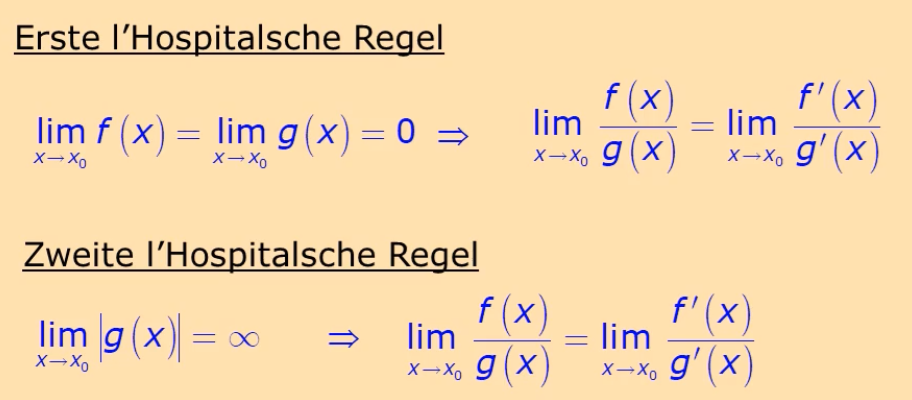 Erste l’Hospitalsche Regel
lim_{x→x₀} f(x) = lim_{x→x₀} g(x) = 0 ⇒ lim_{x→x₀} f(x)/g(x) = lim_{x→x₀} f′(x)/g′(x)
Zweite l’Hospitalsche Regel
lim_{x→x₀} |g(x)| = ∞ ⇒ lim_{x→x₀} f(x)/g(x) = lim_{x→x₀} f′(x)/g′(x)